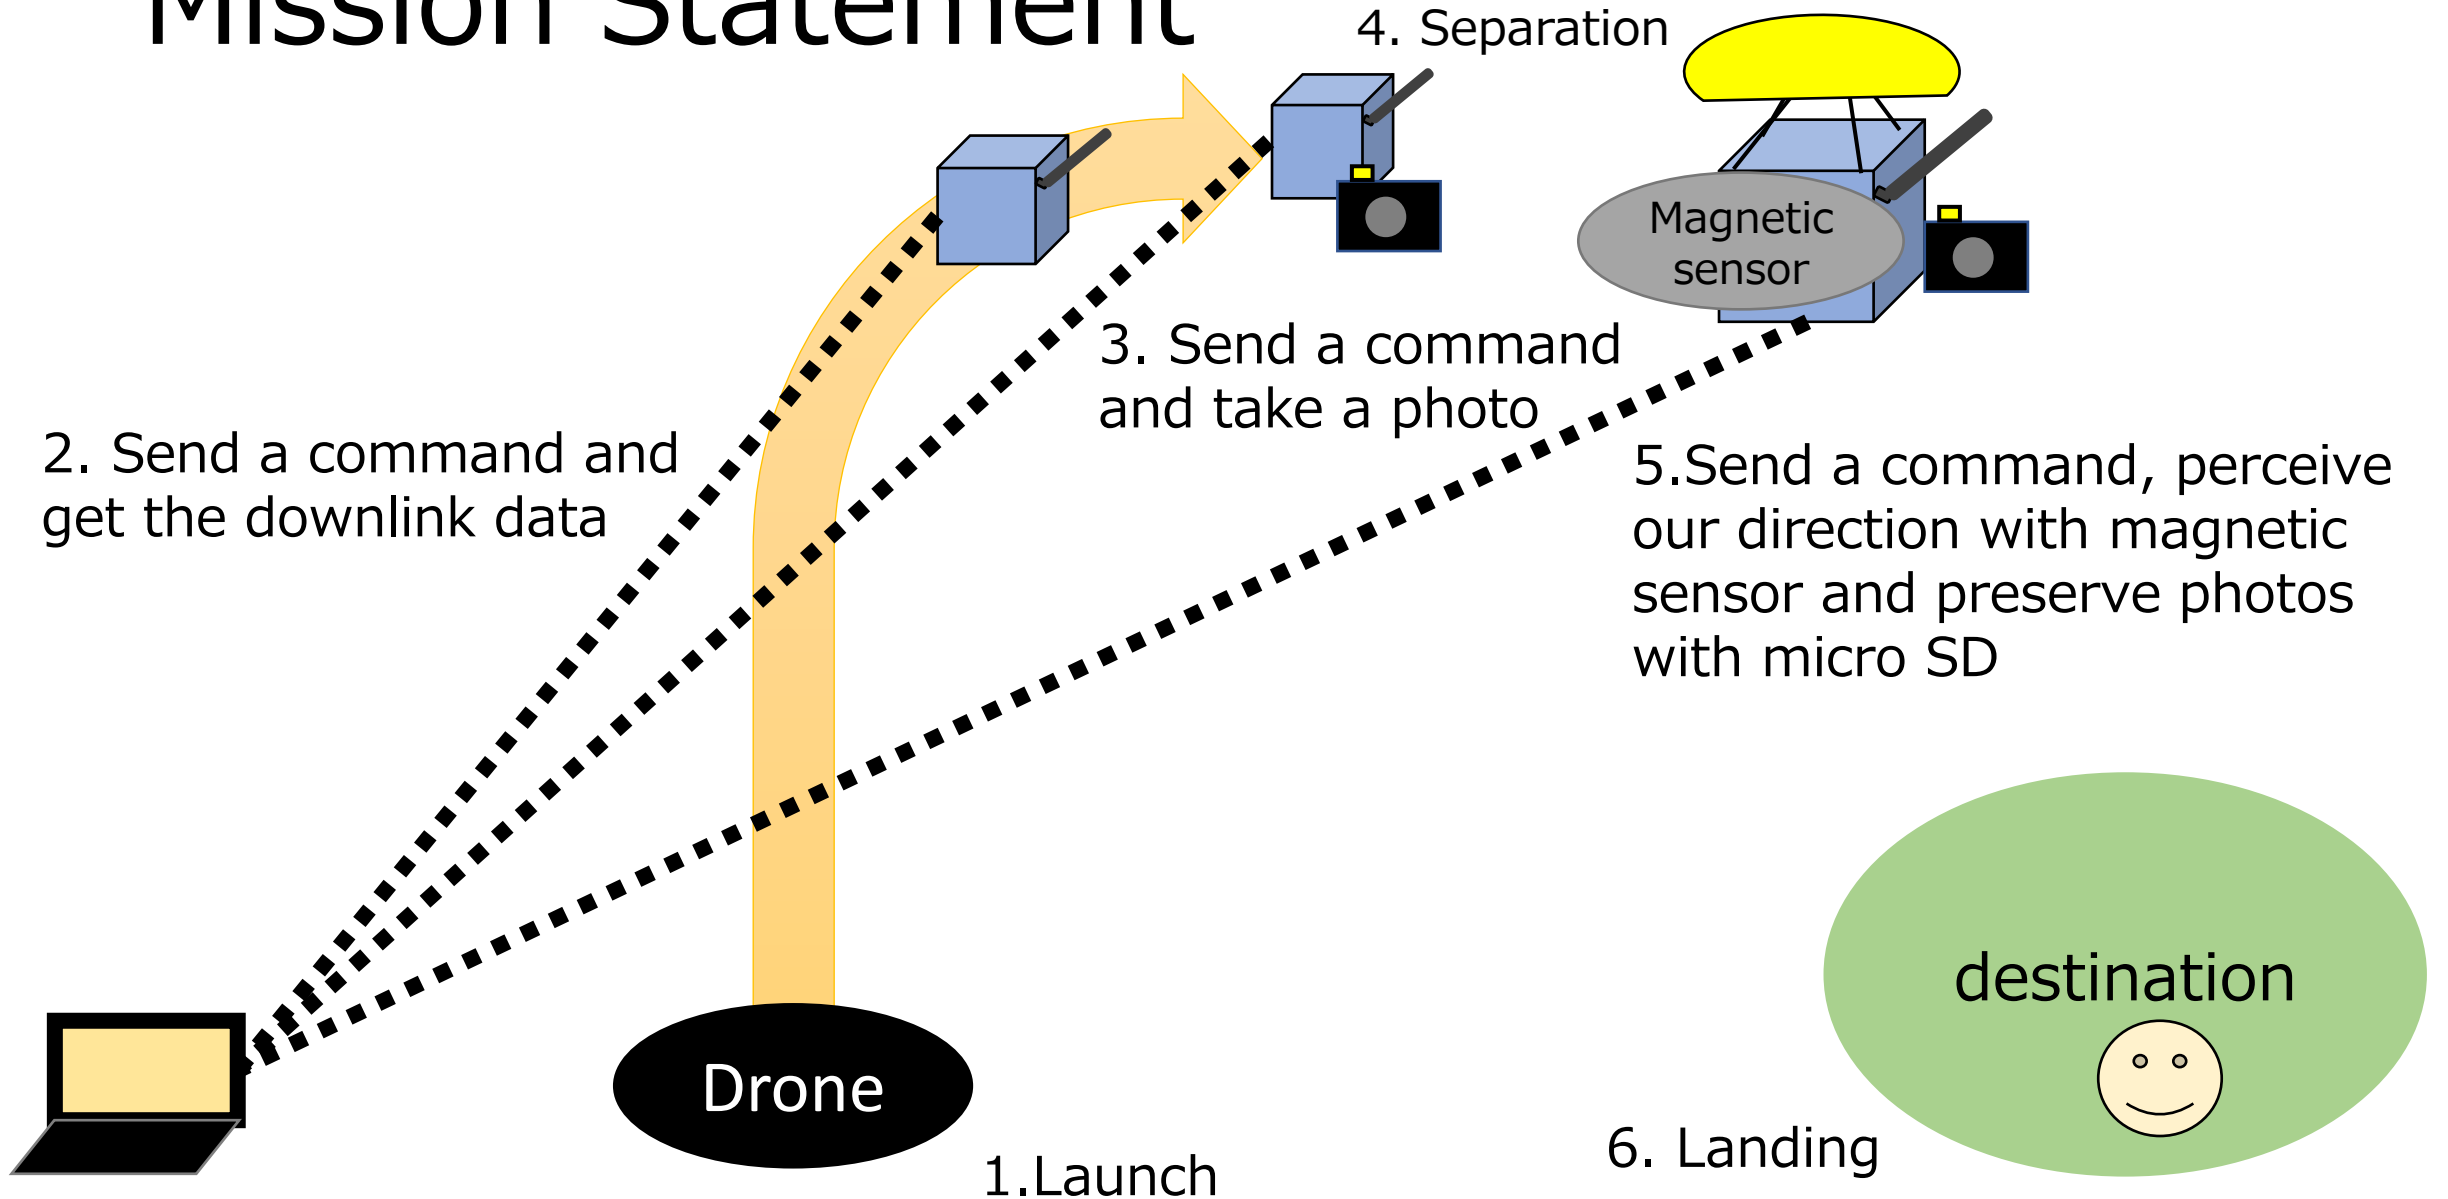 Mission Statement
4. Separation
Magnetic
sensor
3. Send a command
and take a photo
2. Send a command and
get the downlink data
5.Send a command, perceive
our direction with magnetic
sensor and preserve photos
with micro SD
destination
Drone
6. Landing
1.Launch